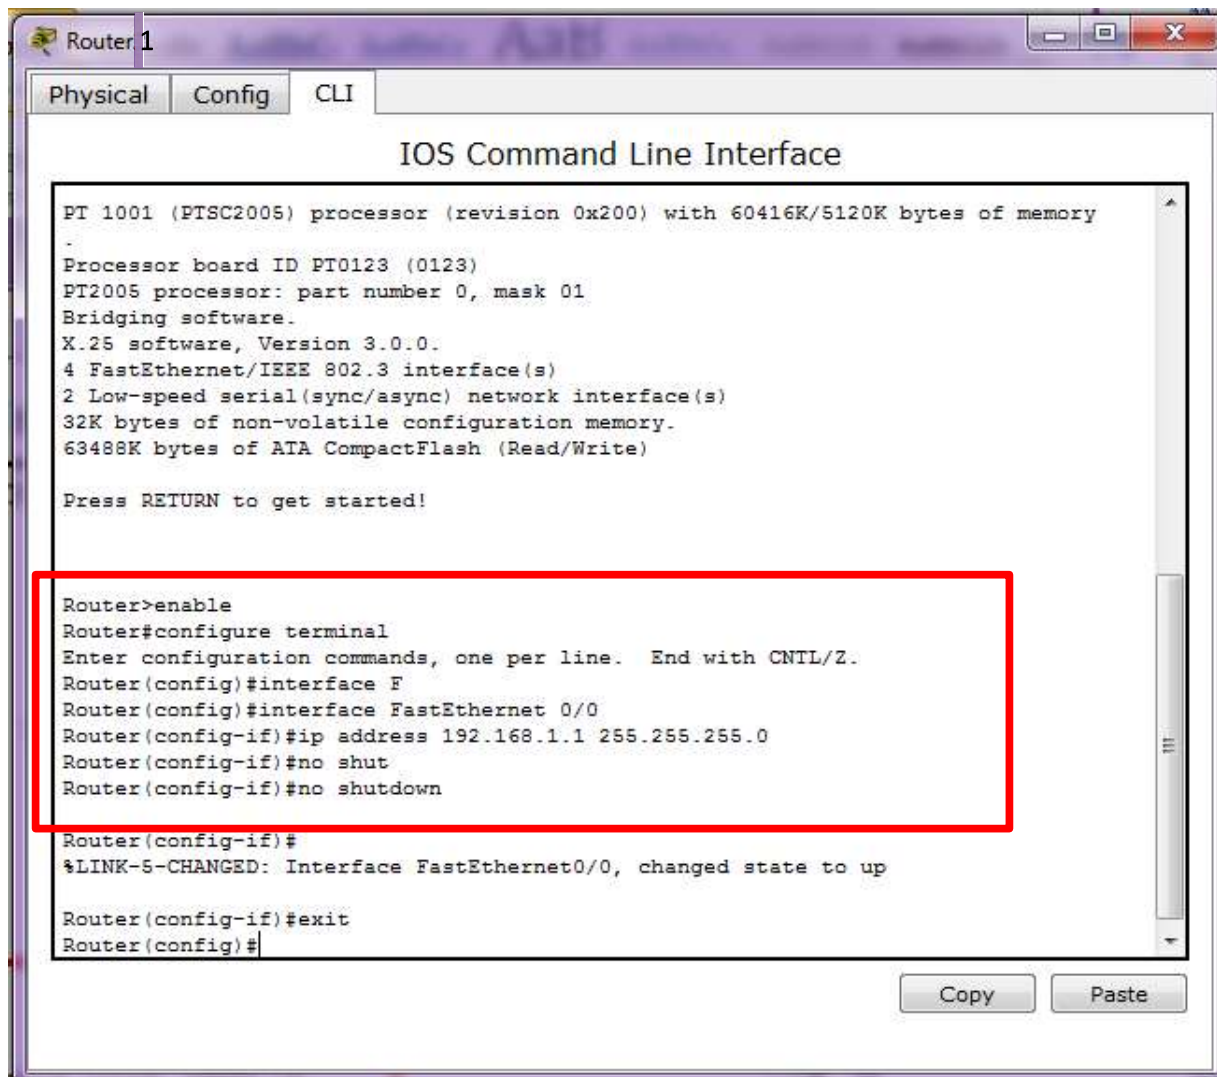 Router.1
Physical Config CLI
IOS Command Line Interface
PT 1001 (PTSC2005) processor (revision 0x200) with 60416K/5120K bytes of memory
.
Processor board ID PT0123 (0123)
PT2005 processor: part number 0, mask 01
Bridging software.
X.25 software, Version 3.0.0.
4 FastEthernet/IEEE 802.3 interface(s)
2 Low-speed serial(sync/async) network interface(s)
32K bytes of non-volatile configuration memory.
63488K bytes of ATA CompactFlash (Read/Write)
Press RETURN to get started!
Router>enable
Router#configure terminal
Enter configuration commands, one per line.  End with CNTL/Z.
Router(config)#interface F
Router(config)#interface FastEthernet 0/0
Router(config-if)#ip address 192.168.1.1 255.255.255.0
Router(config-if)#no shut
Router(config-if)#no shutdown
Router(config-if)#
%LINK-5-CHANGED: Interface FastEthernet0/0, changed state to up
Router(config-if)#exit
Router(config)#
Copy Paste